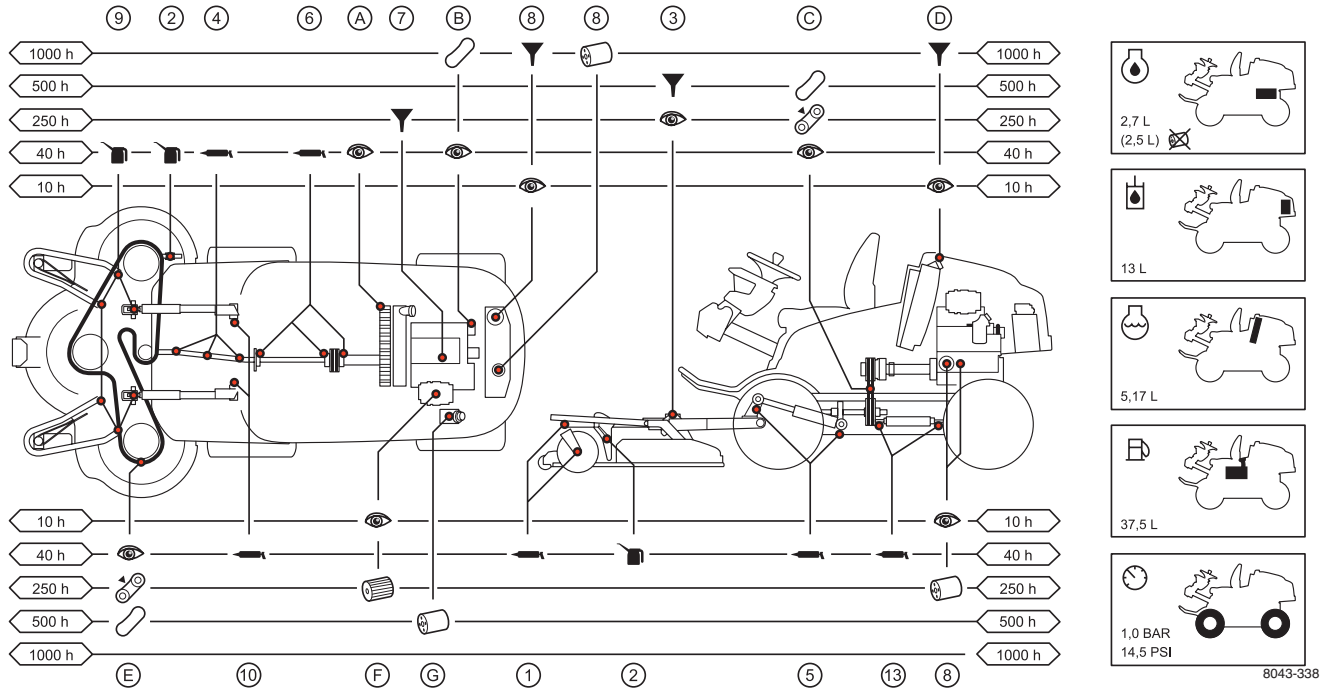 9 2 4 6 A 7 B 8 8 3 C D
1000 h 1000 h
500 h 500 h
250 h 250 h
40 h 40 h
10 h 10 h
10 h 10 h
40 h 40 h
250 h 250 h
500 h 500 h
1000 h 1000 h
E 10 F G 1 2 5 13 8
2,7 L
(2,5 L)
13 L
5,17 L
37,5 L
1,0 BAR
14,5 PSI
8043-338